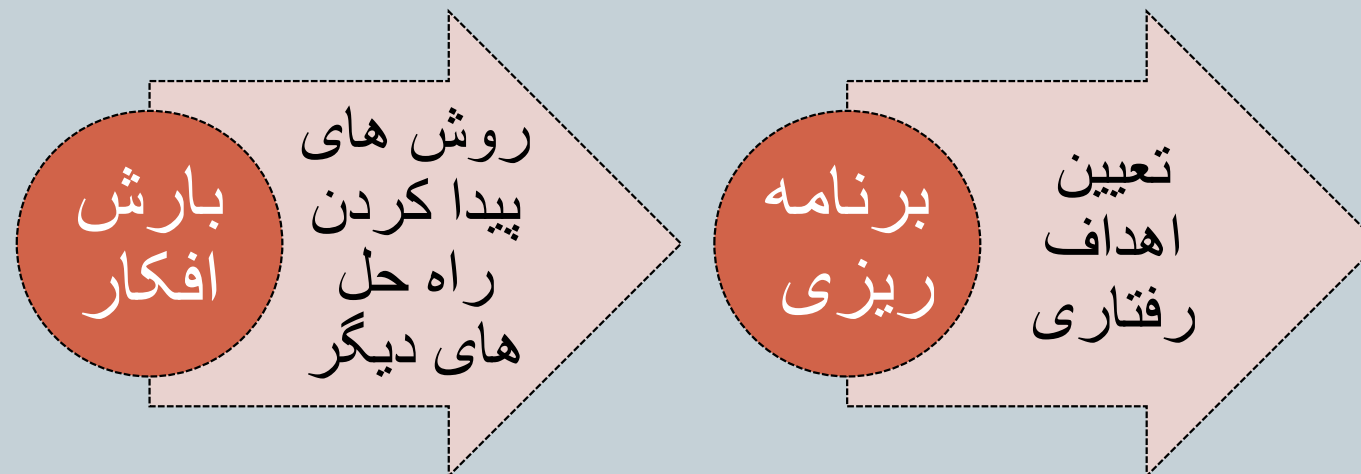 بارش
افکار
روش های
پیدا کردن
راه حل
های دیگر
برنامه
ریزی
تعیین
اهداف
رفتاری